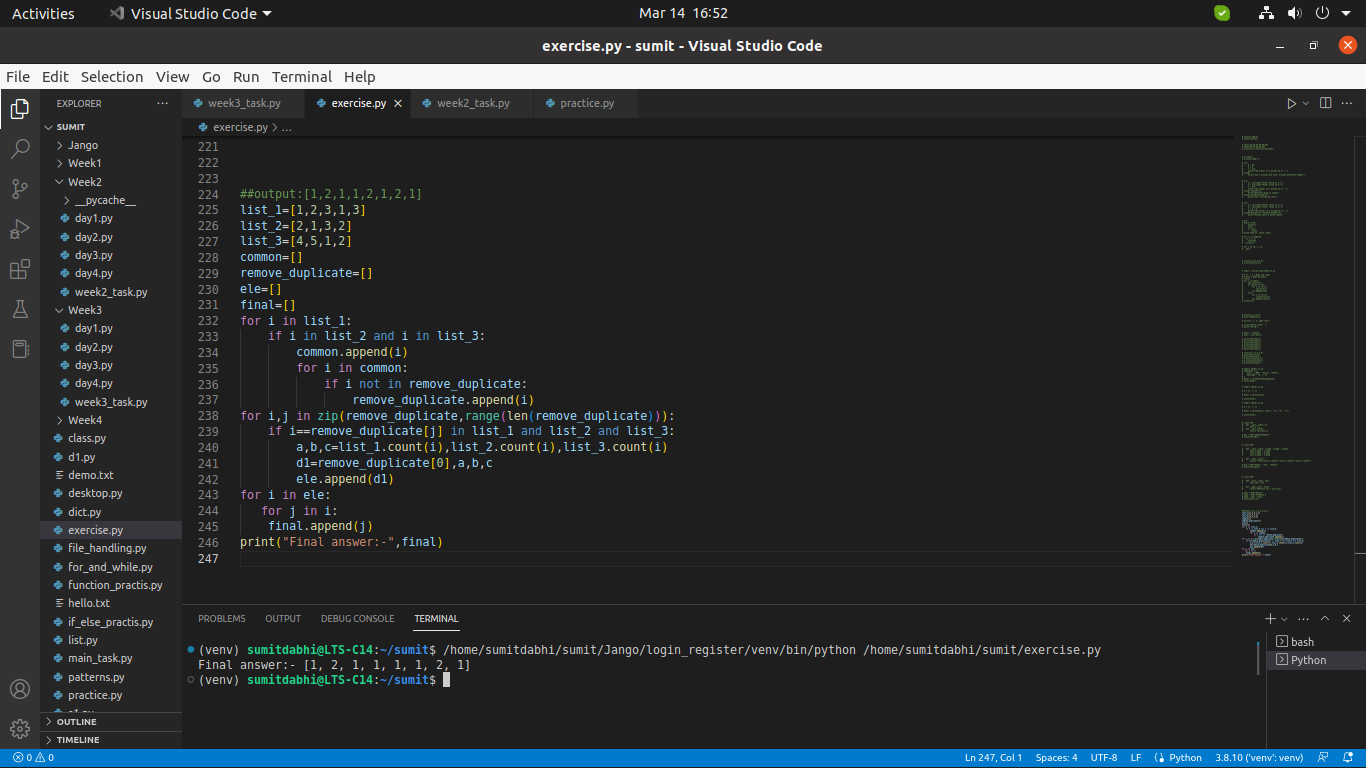 Activities Visual Studio Code Mar 14 16:52
exercise.py - sumit - Visual Studio Code
File Edit Selection View Go Run Terminal Help
EXPLORER
SUMIT
Jango
Week1
Week2
__pycache__
day1.py
day2.py
day3.py
day4.py
week2_task.py
Week3
day1.py
day2.py
day3.py
day4.py
week3_task.py
Week4
class.py
d1.py
demo.txt
desktop.py
dict.py
exercise.py
file_handling.py
for_and_while.py
function_practis.py
hello.txt
if_else_practis.py
list.py
main_task.py
patterns.py
practice.py
OUTLINE
TIMELINE
week3_task.py exercise.py week2_task.py practice.py
exercise.py > ...
221
222
223
224 ##output:[1,2,1,1,2,1,2,1]
225 list_1=[1,2,3,1,3]
226 list_2=[2,1,3,2]
227 list_3=[4,5,1,2]
228 common=[]
229 remove_duplicate=[]
230 ele=[]
231 final=[]
232 for i in list_1:
233     if i in list_2 and i in list_3:
234         common.append(i)
235         for i in common:
236             if i not in remove_duplicate:
237                 remove_duplicate.append(i)
238 for i,j in zip(remove_duplicate,range(len(remove_duplicate))):
239     if i==remove_duplicate[j] in list_1 and list_2 and list_3:
240         a,b,c=list_1.count(i),list_2.count(i),list_3.count(i)
241         d1=remove_duplicate[0],a,b,c
242         ele.append(d1)
243 for i in ele:
244    for j in i:
245     final.append(j)
246 print("Final answer:-",final)
247
PROBLEMS OUTPUT DEBUG CONSOLE TERMINAL
(venv) sumitdabhi@LTS-C14:~/sumit$ /home/sumitdabhi/sumit/Jango/login_register/venv/bin/python /home/sumitdabhi/sumit/exercise.py
Final answer:- [1, 2, 1, 1, 1, 1, 2, 1]
(venv) sumitdabhi@LTS-C14:~/sumit$
bash
Python
0 0 Ln 247, Col 1 Spaces: 4 UTF-8 LF Python 3.8.10 ('venv': venv)